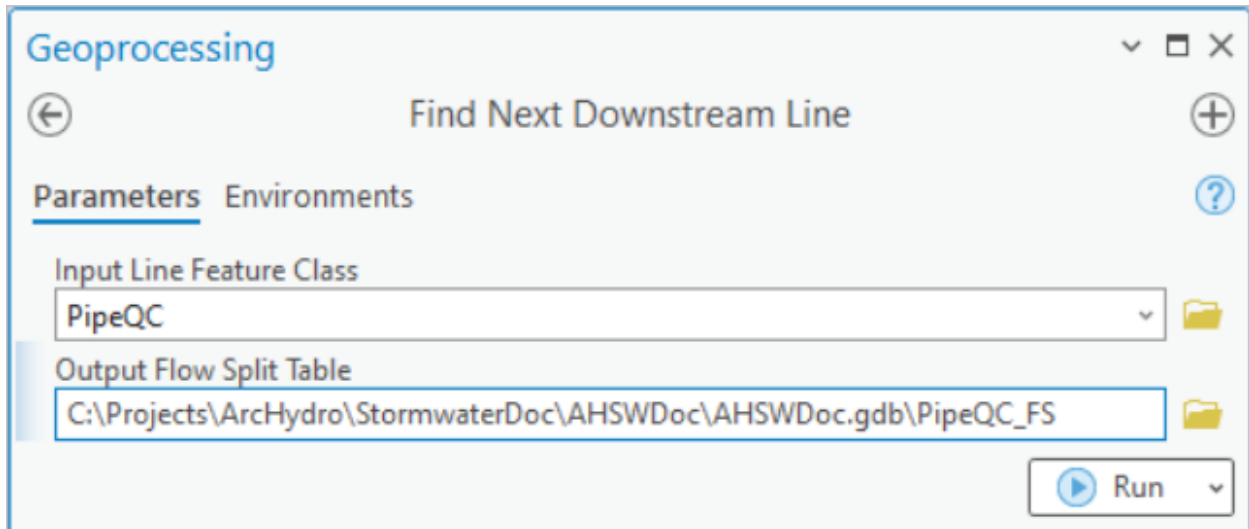 Geoprocessing
Find Next Downstream Line
Parameters Environments
Input Line Feature Class
PipeQC
Output Flow Split Table
C:\Projects\ArcHydro\StormwaterDoc\AHSWDoc\AHSWDoc.gdb\PipeQC_FS
Run